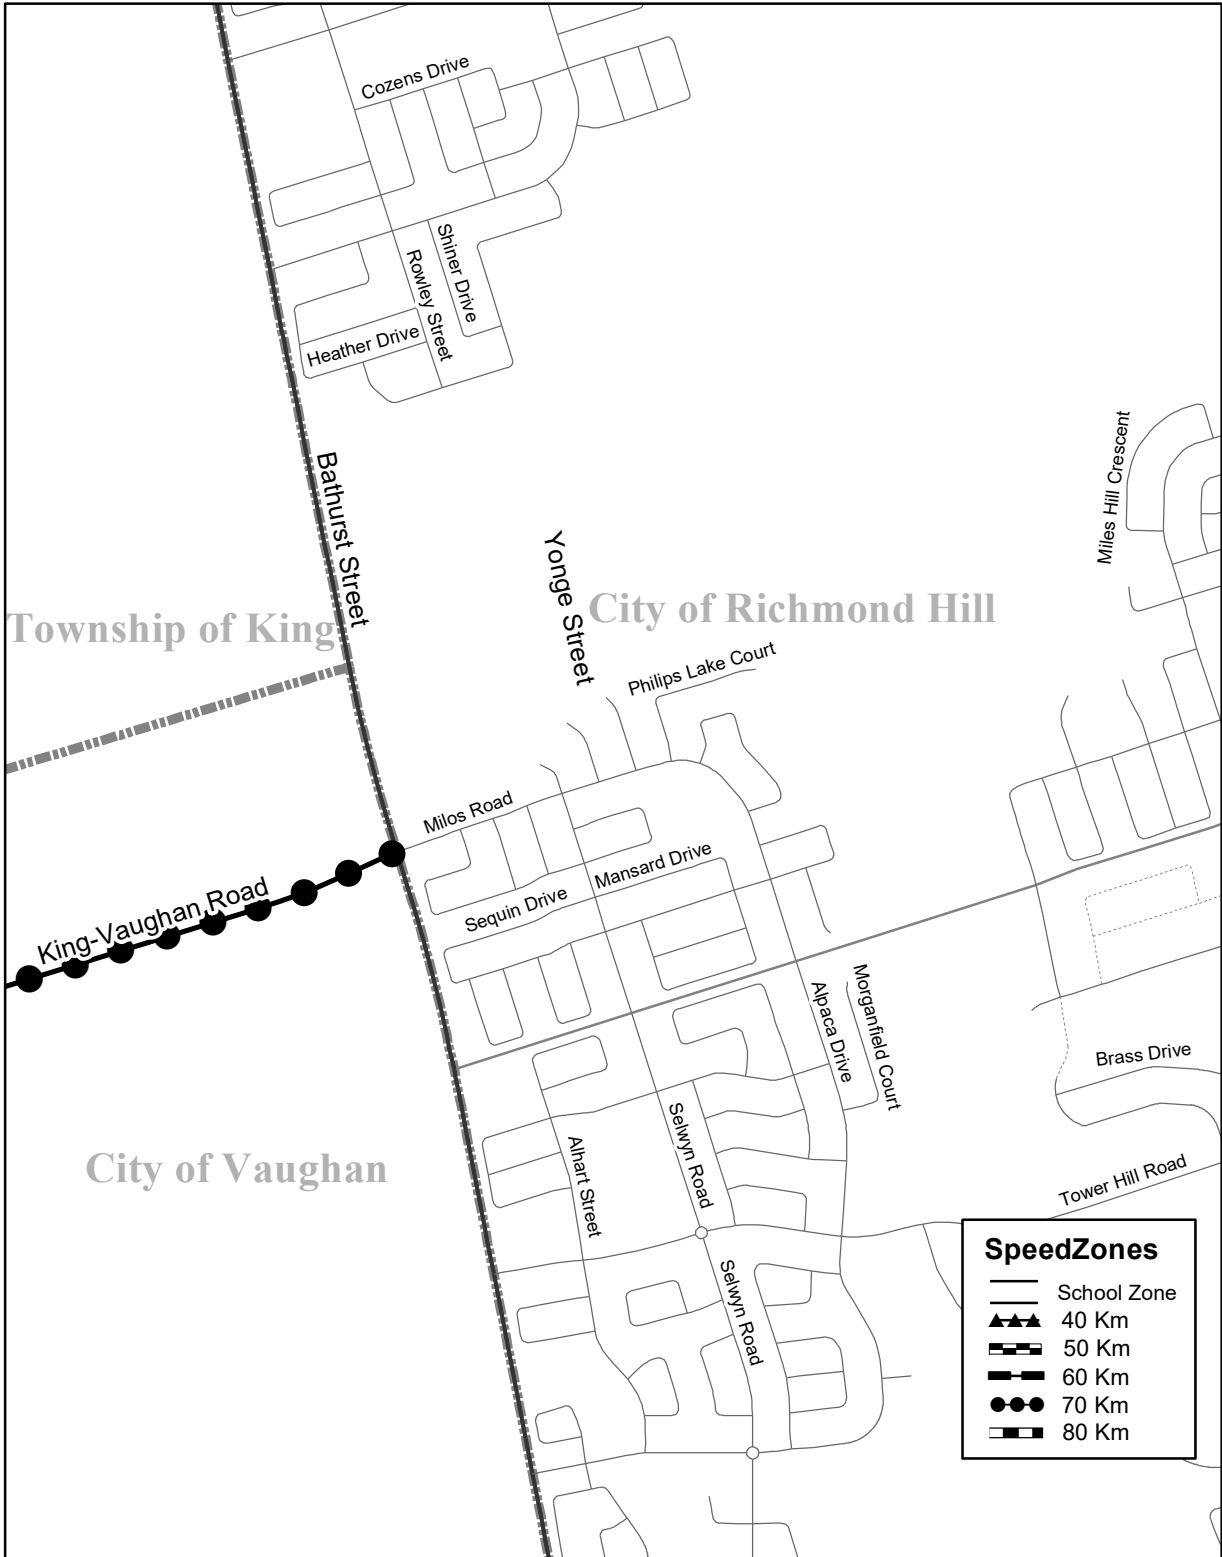 Cozens Drive
Shiner Drive
Rowley Street
Heather Drive
Bathurst Street
Miles Hill Crescent
Yonge Street
Township of King
City of Richmond Hill
Philips Lake Court
Milos Road
Mansard Drive
Sequin Drive
King-Vaughan Road
Alpaca Drive
Morganfield Court
Brass Drive
Selwyn Road
Alhart Street
City of Vaughan
Tower Hill Road
Selwyn Road
SpeedZones
School Zone
40 Km
50 Km
60 Km
70 Km
80 Km